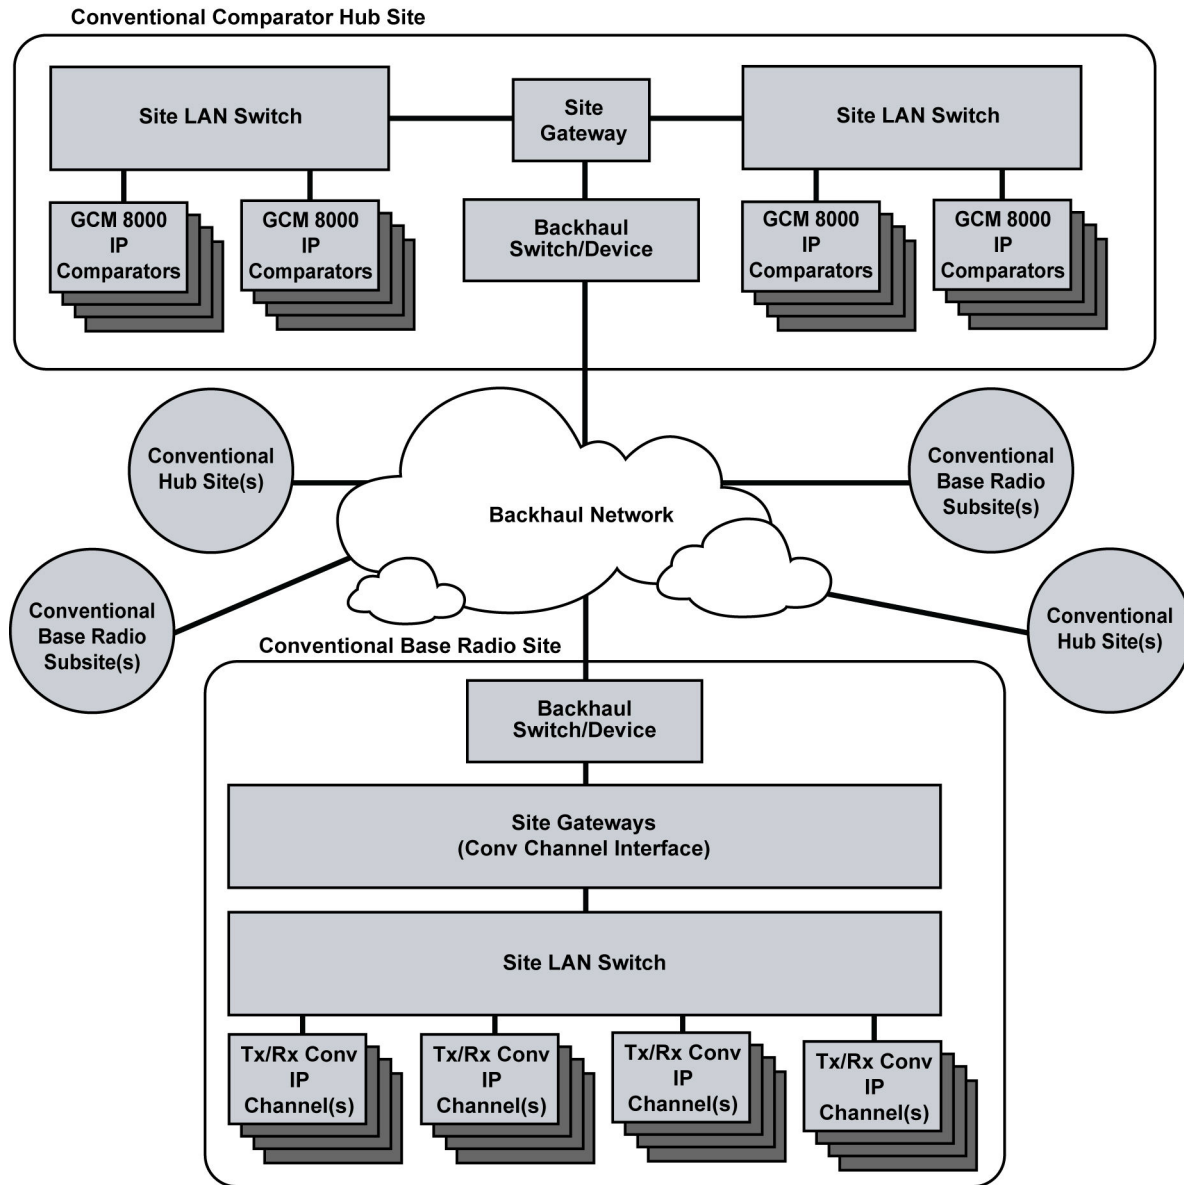 Conventional Comparator Hub Site
Site LAN Switch
Site
Gateway
Site LAN Switch
GCM 8000
IP
Comparators
GCM 8000
IP
Comparators
Backhaul
Switch/Device
GCM 8000
IP
Comparators
GCM 8000
IP
Comparators
Conventional
Hub Site(s)
Conventional
Base Radio
Subsite(s)
Backhaul Network
Conventional
Base Radio
Subsite(s)
Conventional
Hub Site(s)
Conventional Base Radio Site
Backhaul
Switch/Device
Site Gateways
(Conv Channel Interface)
Site LAN Switch
Tx/Rx Conv
IP
Channel(s)
Tx/Rx Conv
IP
Channel(s)
Tx/Rx Conv
IP
Channel(s)
Tx/Rx Conv
IP
Channel(s)